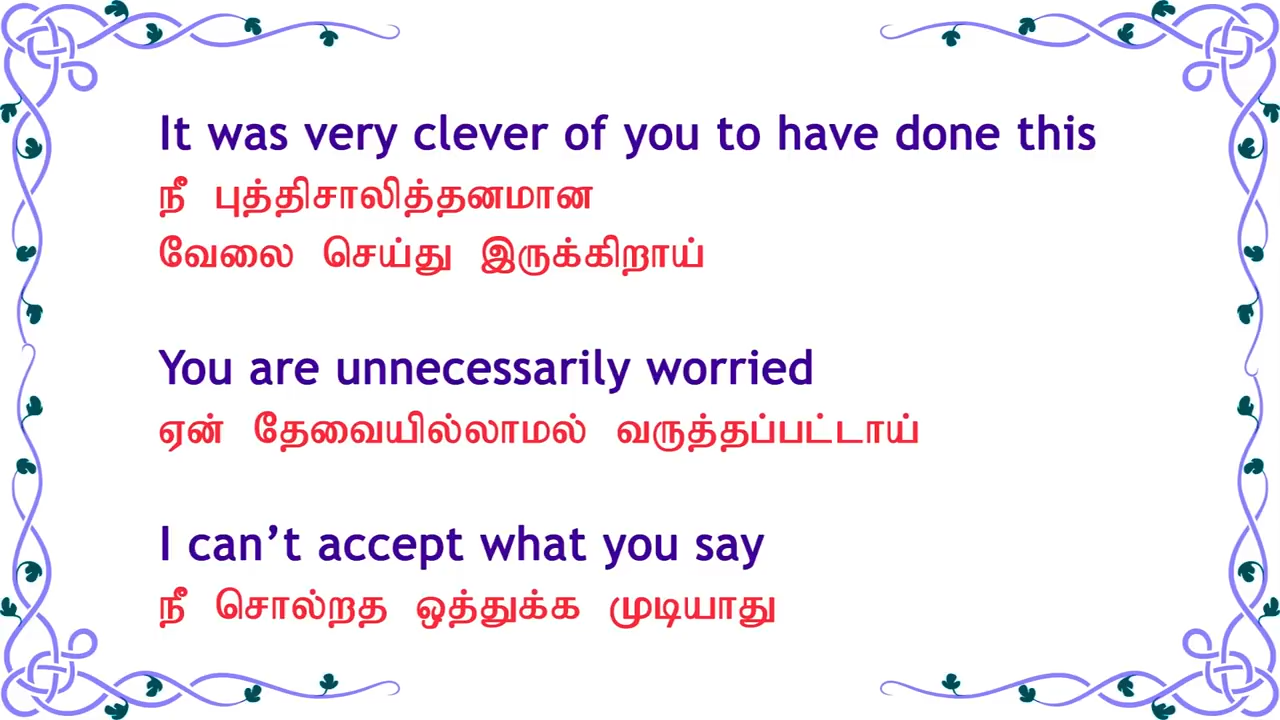 It was very clever of you to have done this
நீ புத்திசாலித்தனமான
வேலை செய்து இருக்கிறாய்
You are unnecessarily worried
ஏன் தேவையில்லாமல் வருத்தப்பட்டாய்
I can’t accept what you say
நீ சொல்றத ஒத்துக்க முடியாது